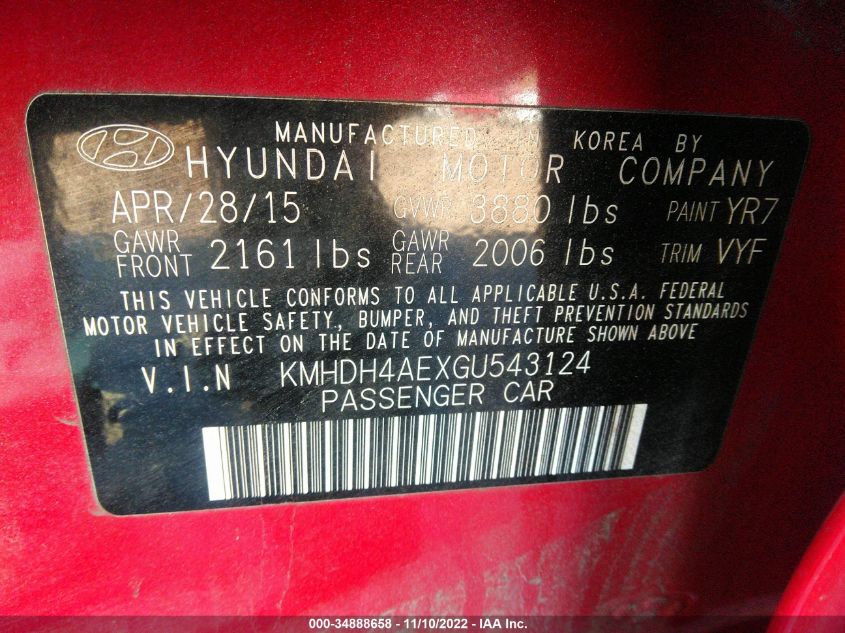 MANUFACTURED IN KOREA BY
HYUNDAI MOTOR COMPANY
APR/28/15 GVWR 3880 lbs PAINT YR7
GAWR FRONT 2161 lbs GAWR REAR 2006 lbs TRIM VYF
THIS VEHICLE CONFORMS TO ALL APPLICABLE U.S.A. FEDERAL
MOTOR VEHICLE SAFETY, BUMPER, AND THEFT PREVENTION STANDARDS
IN EFFECT ON THE DATE OF MANUFACTURE SHOWN ABOVE
V.I.N KMHDH4AEXGU543124
PASSENGER CAR
000-34888658 - 11/10/2022 - IAA Inc.